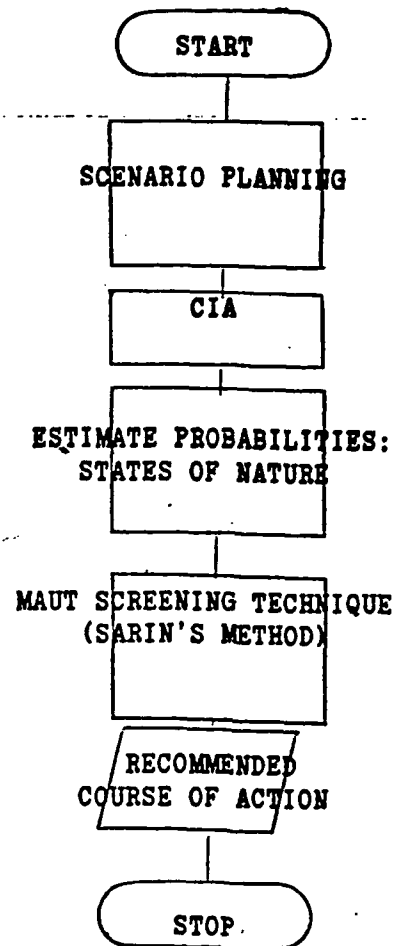 START
SCENARIO PLANNING
CIA
ESTIMATE PROBABILITIES:
STATES OF NATURE
MAUT SCREENING TECHNIQUE
(SARIN'S METHOD)
RECOMMENDED
COURSE OF ACTION
STOP